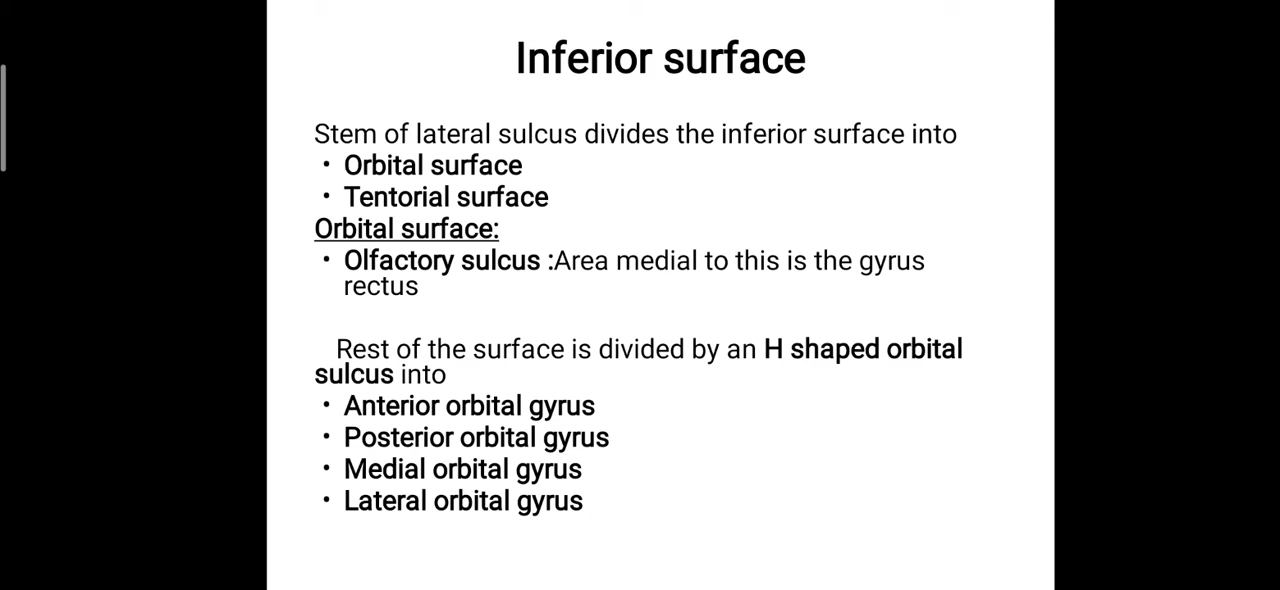 Inferior surface
Stem of lateral sulcus divides the inferior surface into
• Orbital surface
• Tentorial surface
Orbital surface:
• Olfactory sulcus :Area medial to this is the gyrus
rectus
Rest of the surface is divided by an H shaped orbital
sulcus into
• Anterior orbital gyrus
• Posterior orbital gyrus
• Medial orbital gyrus
• Lateral orbital gyrus